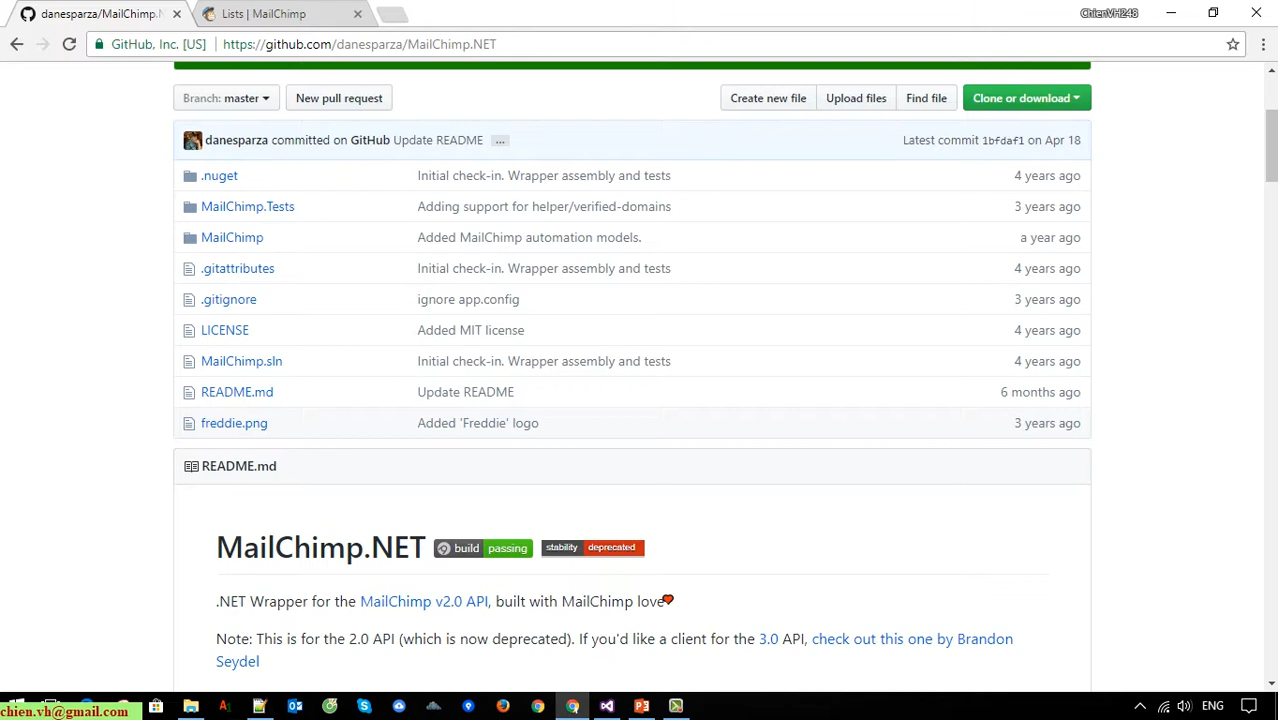 danesparza/MailChimp.N
Lists | MailChimp
ChienVH248
GitHub, Inc. [US]
https://github.com/danesparza/MailChimp.NET
Branch: master
New pull request
Create new file
Upload files
Find file
Clone or download
danesparza committed on GitHub Update README ...
Latest commit 1bfdaf1 on Apr 18
.nuget Initial check-in. Wrapper assembly and tests 4 years ago
MailChimp.Tests Adding support for helper/verified-domains 3 years ago
MailChimp Added MailChimp automation models. a year ago
.gitattributes Initial check-in. Wrapper assembly and tests 4 years ago
.gitignore ignore app.config 3 years ago
LICENSE Added MIT license 4 years ago
MailChimp.sln Initial check-in. Wrapper assembly and tests 4 years ago
README.md Update README 6 months ago
freddie.png Added 'Freddie' logo 3 years ago
README.md
MailChimp.NET build passing stability deprecated
.NET Wrapper for the MailChimp v2.0 API, built with MailChimp love
Note: This is for the 2.0 API (which is now deprecated). If you'd like a client for the 3.0 API, check out this one by Brandon
Seydel
chien.vh@gmail.com
ENG